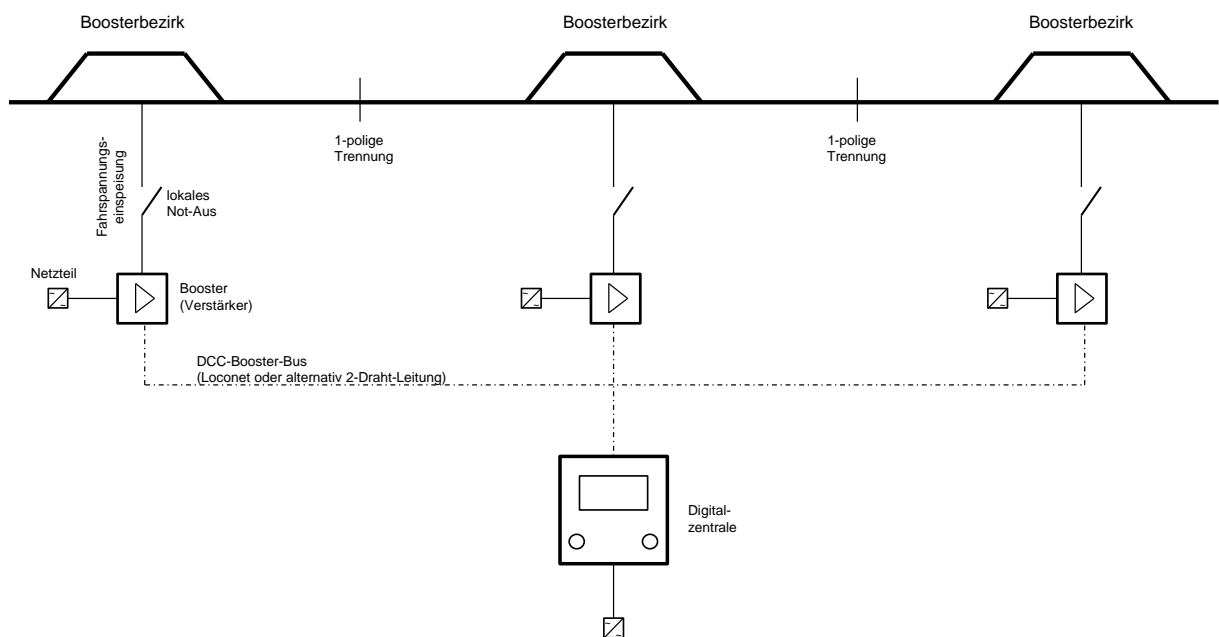 Boosterbezirk
Boosterbezirk
Boosterbezirk
1-polige
Trennung
1-polige
Trennung
Fahrspannungs-
einspeisung
lokales
Not-Aus
Netzteil
Booster
(Verstärker)
DCC-Booster-Bus
(Loconet oder alternativ 2-Draht-Leitung)
Digital-
zentrale